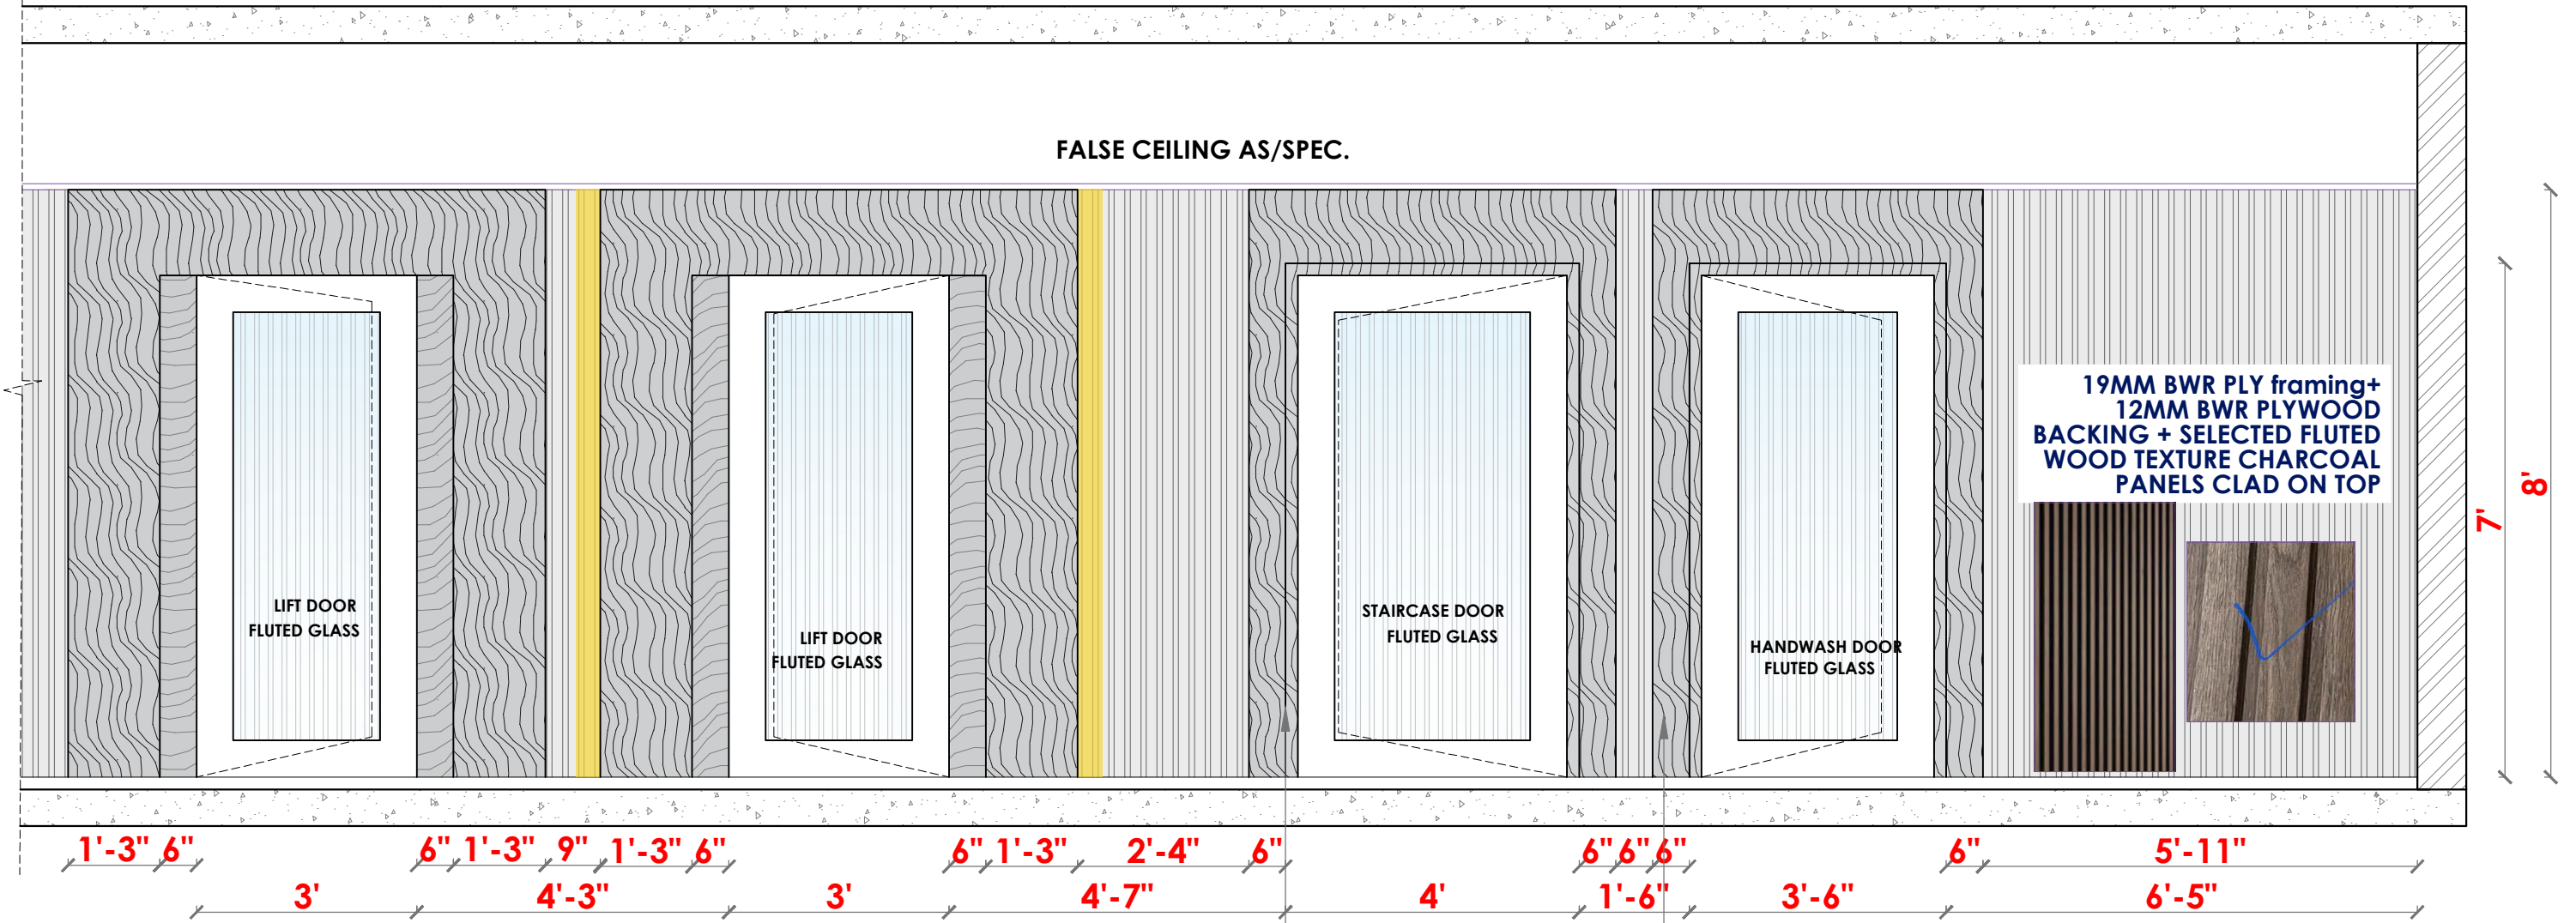 FALSE CEILING AS/SPEC.
LIFT DOOR
FLUTED GLASS
LIFT DOOR
FLUTED GLASS
STAIRCASE DOOR
FLUTED GLASS
HANDWASH DOOR
FLUTED GLASS
19MM BWR PLY framing+
12MM BWR PLYWOOD
BACKING + SELECTED FLUTED
WOOD TEXTURE CHARCOAL
PANELS CLAD ON TOP
7'
8'
1'-3" 6" 6" 1'-3" 9" 1'-3" 6" 6" 1'-3" 2'-4" 6" 6" 6" 6" 6" 5'-11"
3' 4'-3" 3' 4'-7" 4' 1'-6" 3'-6" 6'-5"